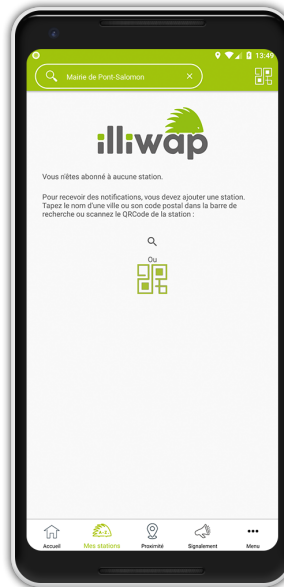 13:49
Mairie de Pont-Salomon ×
illiwap
Vous n'êtes abonné à aucune station.
Pour recevoir des notifications, vous devez ajouter une station.
Tapez le nom d'une ville ou son code postal dans la barre de
recherche ou scannez le QRCode de la station :
Ou
A-Z
Accueil Mes stations Proximité Signalement Menu